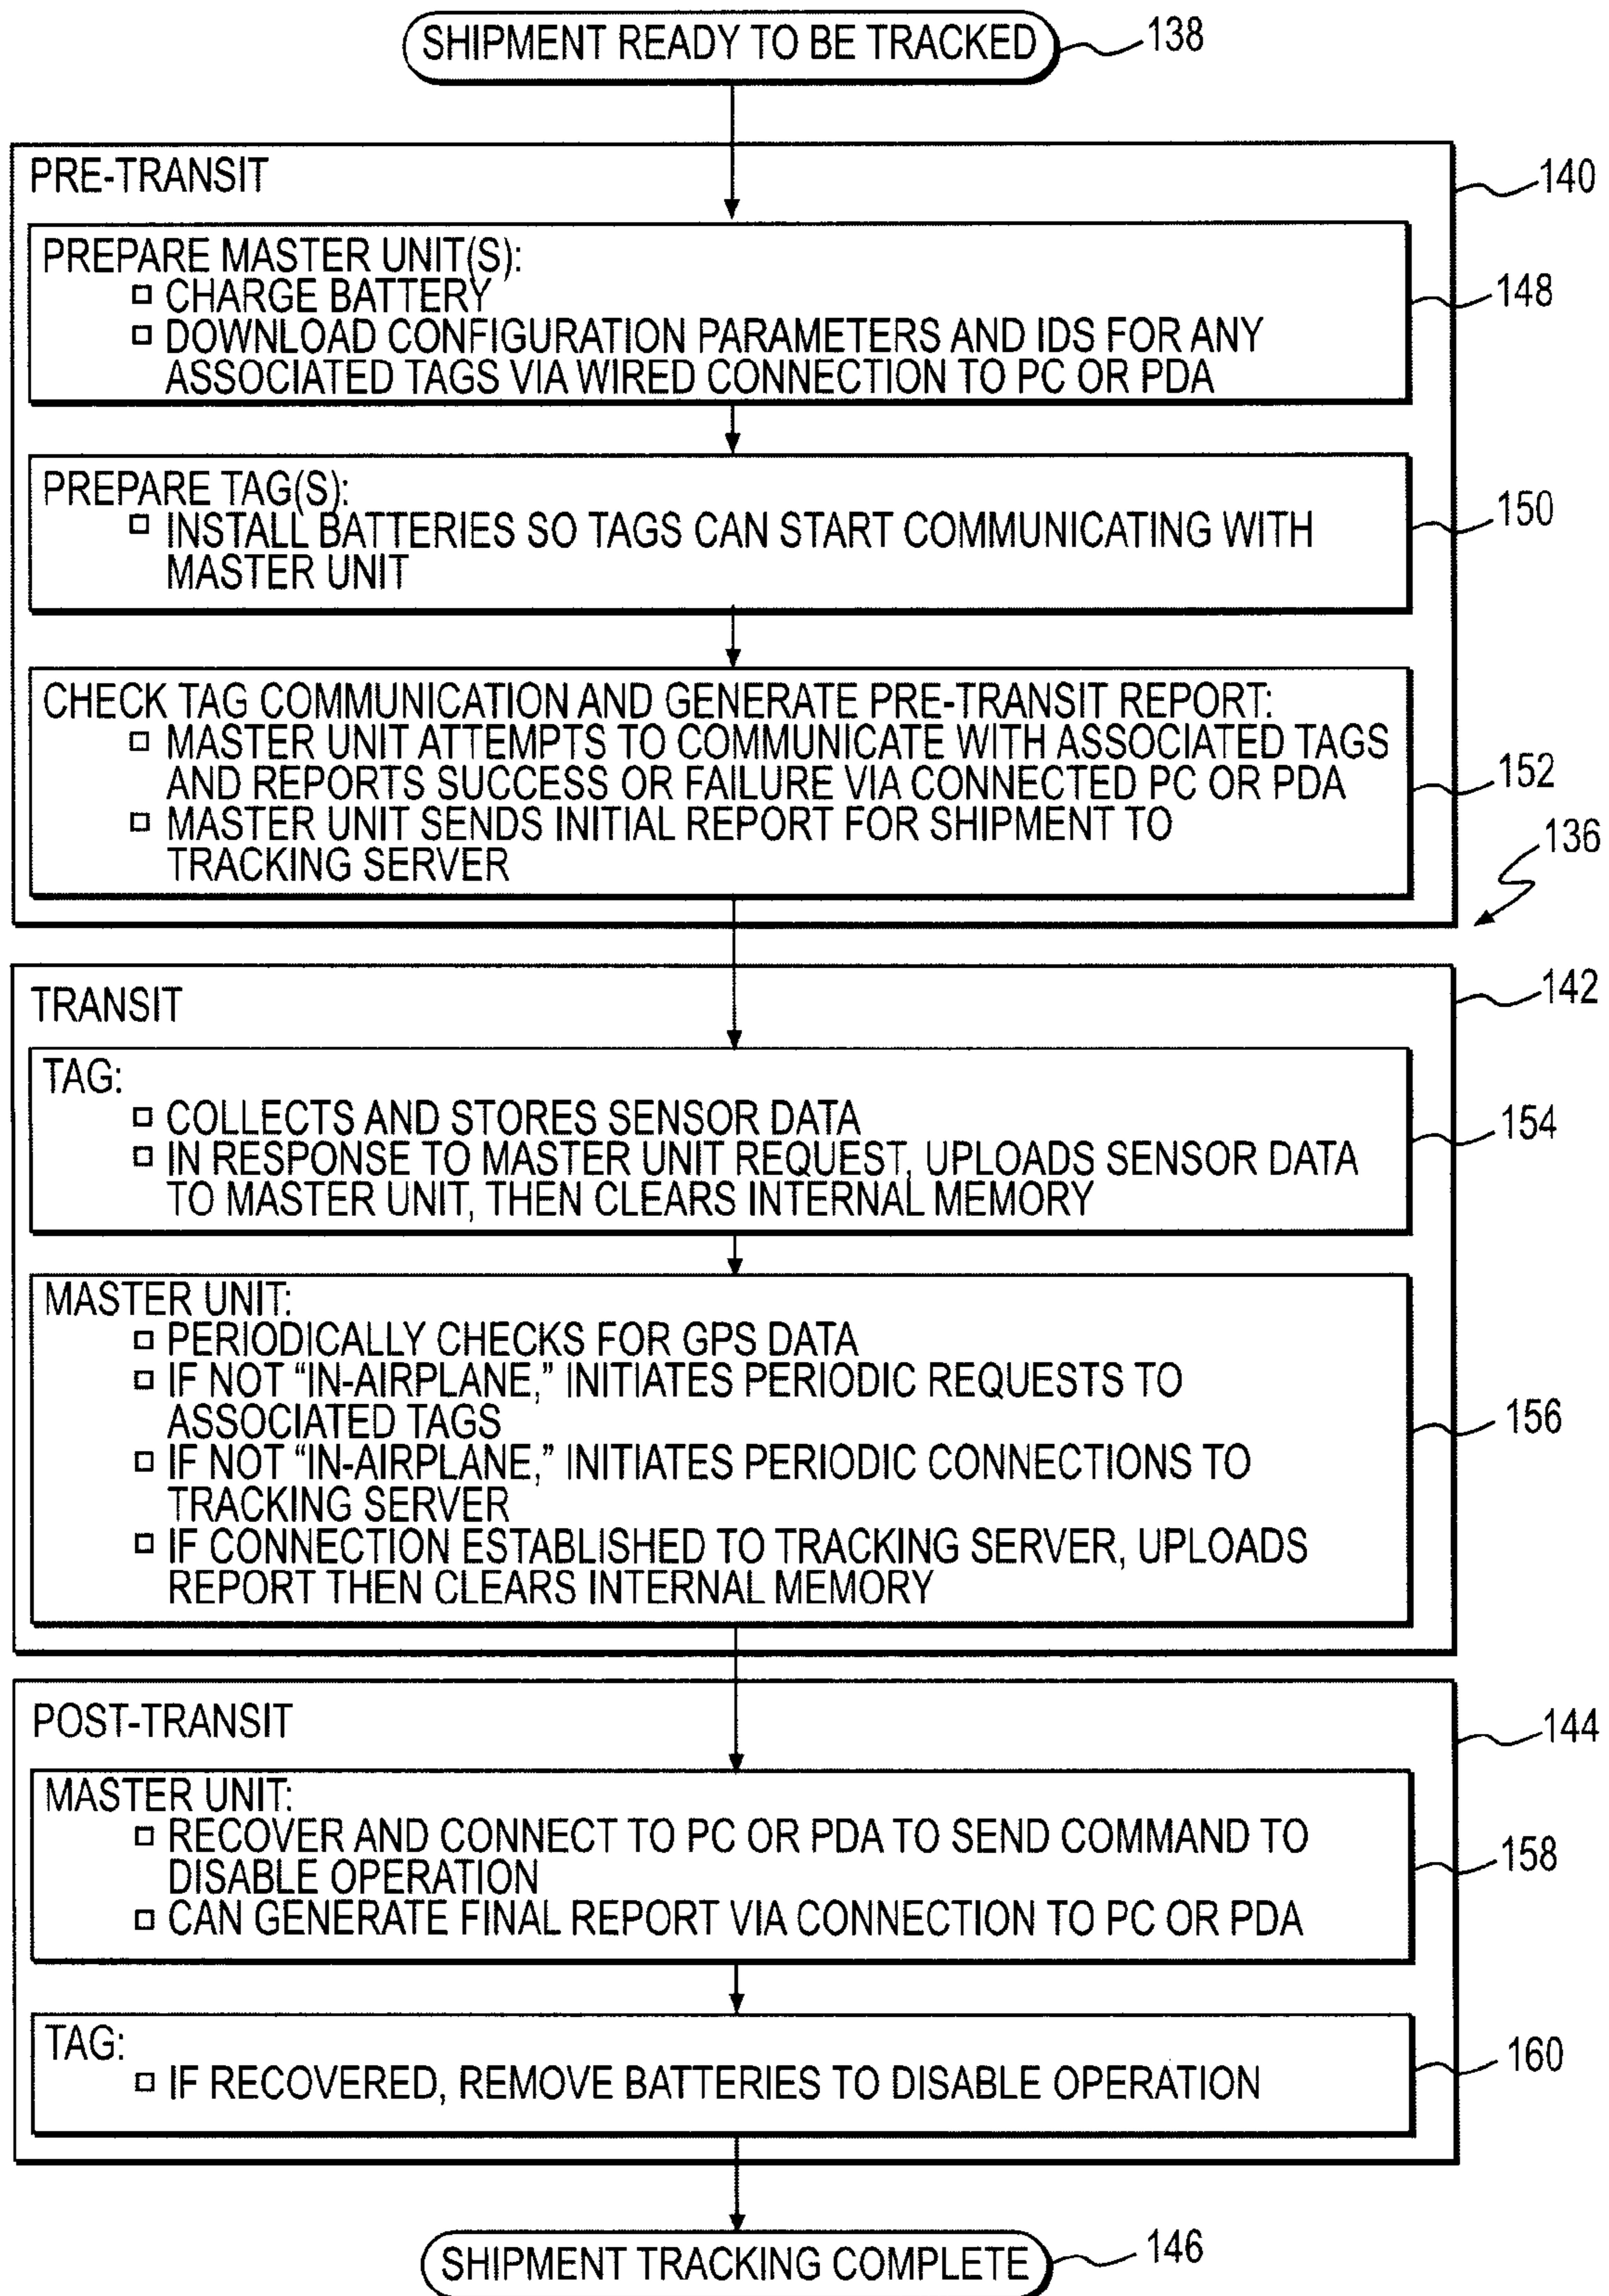 SHIPMENT READY TO BE TRACKED
138
PRE-TRANSIT
140
PREPARE MASTER UNIT(S):
CHARGE BATTERY
DOWNLOAD CONFIGURATION PARAMETERS AND IDS FOR ANY
ASSOCIATED TAGS VIA WIRED CONNECTION TO PC OR PDA
148
PREPARE TAG(S):
INSTALL BATTERIES SO TAGS CAN START COMMUNICATING WITH
MASTER UNIT
150
CHECK TAG COMMUNICATION AND GENERATE PRE-TRANSIT REPORT:
MASTER UNIT ATTEMPTS TO COMMUNICATE WITH ASSOCIATED TAGS
AND REPORTS SUCCESS OR FAILURE VIA CONNECTED PC OR PDA
MASTER UNIT SENDS INITIAL REPORT FOR SHIPMENT TO
TRACKING SERVER
152
136
TRANSIT
142
TAG:
COLLECTS AND STORES SENSOR DATA
IN RESPONSE TO MASTER UNIT REQUEST, UPLOADS SENSOR DATA
TO MASTER UNIT, THEN CLEARS INTERNAL MEMORY
154
MASTER UNIT:
PERIODICALLY CHECKS FOR GPS DATA
IF NOT “IN-AIRPLANE,” INITIATES PERIODIC REQUESTS TO
ASSOCIATED TAGS
IF NOT “IN-AIRPLANE,” INITIATES PERIODIC CONNECTIONS TO
TRACKING SERVER
IF CONNECTION ESTABLISHED TO TRACKING SERVER, UPLOADS
REPORT THEN CLEARS INTERNAL MEMORY
156
POST-TRANSIT
144
MASTER UNIT:
RECOVER AND CONNECT TO PC OR PDA TO SEND COMMAND TO
DISABLE OPERATION
CAN GENERATE FINAL REPORT VIA CONNECTION TO PC OR PDA
158
TAG:
IF RECOVERED, REMOVE BATTERIES TO DISABLE OPERATION
160
SHIPMENT TRACKING COMPLETE
146